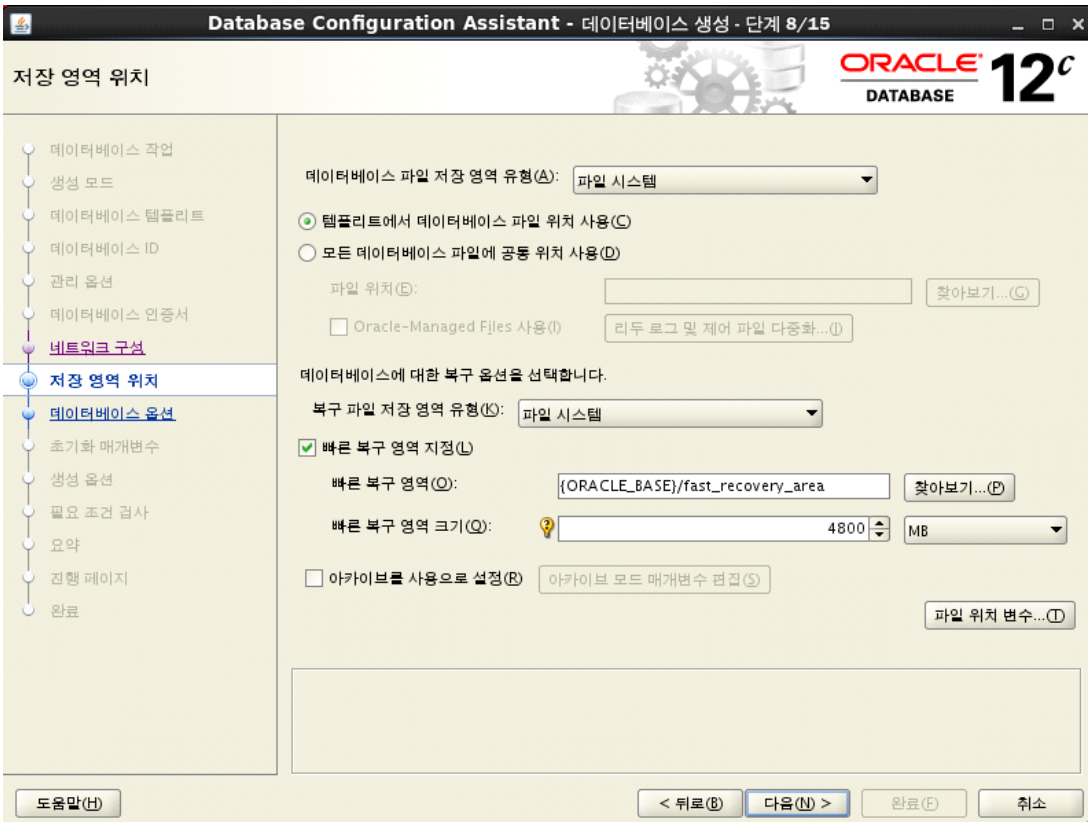 Database Configuration Assistant - 데이터베이스 생성 - 단계 8/15
저장 영역 위치
ORACLE DATABASE 12c
데이터베이스 작업
생성 모드
데이터베이스 템플리트
데이터베이스 ID
관리 옵션
데이터베이스 인증서
네트워크 구성
저장 영역 위치
데이터베이스 옵션
초기화 매개변수
생성 옵션
필요 조건 검사
요약
진행 페이지
완료
데이터베이스 파일 저장 영역 유형(A): 파일 시스템
템플리트에서 데이터베이스 파일 위치 사용(C)
모든 데이터베이스 파일에 공통 위치 사용(D)
파일 위치(E): 찾아보기...(G)
Oracle-Managed Files 사용(I) 리두 로그 및 제어 파일 다중화...(J)
데이터베이스에 대한 복구 옵션을 선택합니다.
복구 파일 저장 영역 유형(K): 파일 시스템
빠른 복구 영역 지정(L)
빠른 복구 영역(O): {ORACLE_BASE}/fast_recovery_area 찾아보기...(P)
빠른 복구 영역 크기(Q): 4800 MB
아카이브를 사용으로 설정(R) 아카이브 모드 매개변수 편집(S)
파일 위치 변수...(T)
도움말(H) < 뒤로(B) 다음(N) > 완료(F) 취소